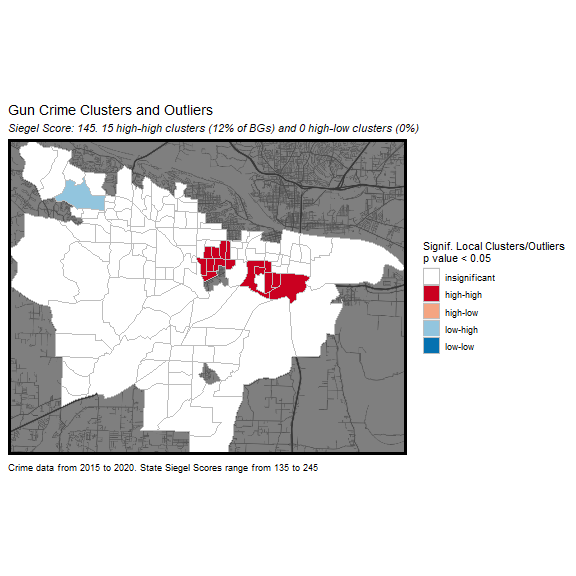 Gun Crime Clusters and Outliers
Siegel Score: 145. 15 high-high clusters (12% of BGs) and 0 high-low clusters (0%)
Signif. Local Clusters/Outliers
p value < 0.05
insignificant
high-high
high-low
low-high
low-low
Crime data from 2015 to 2020. State Siegel Scores range from 135 to 245